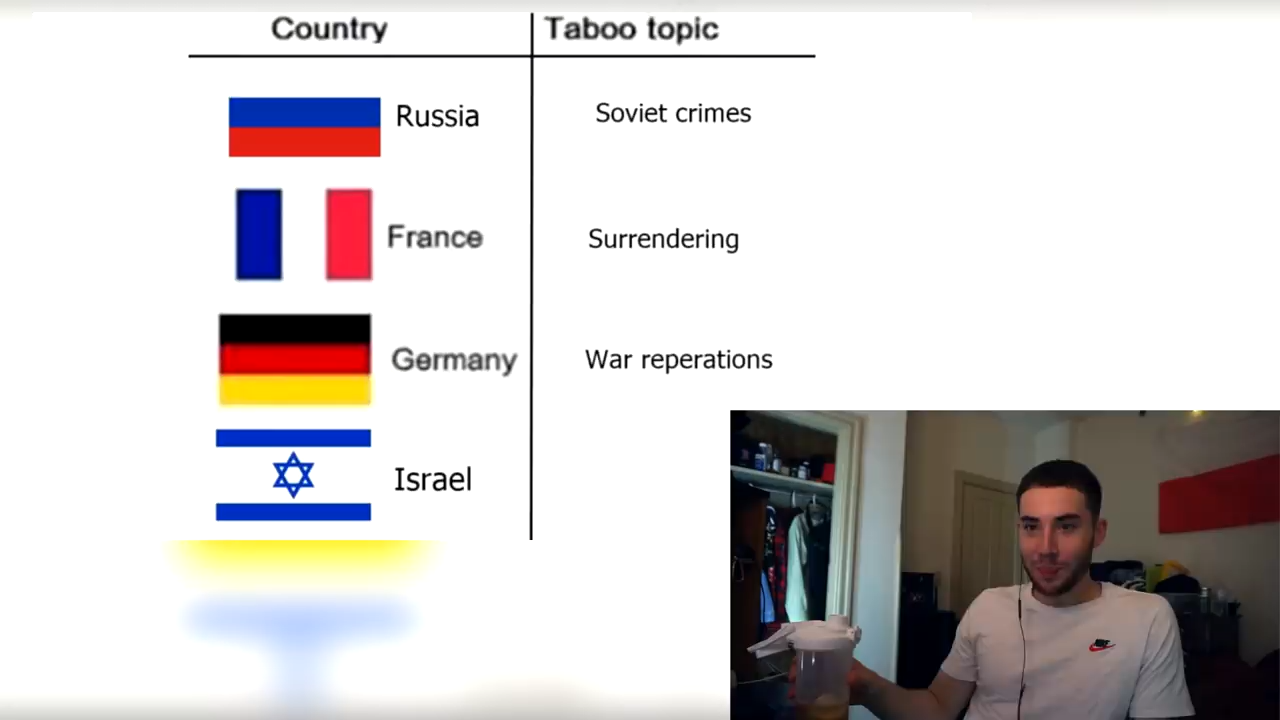 Country Taboo topic
Russia Soviet crimes
France Surrendering
Germany War reperations
Israel